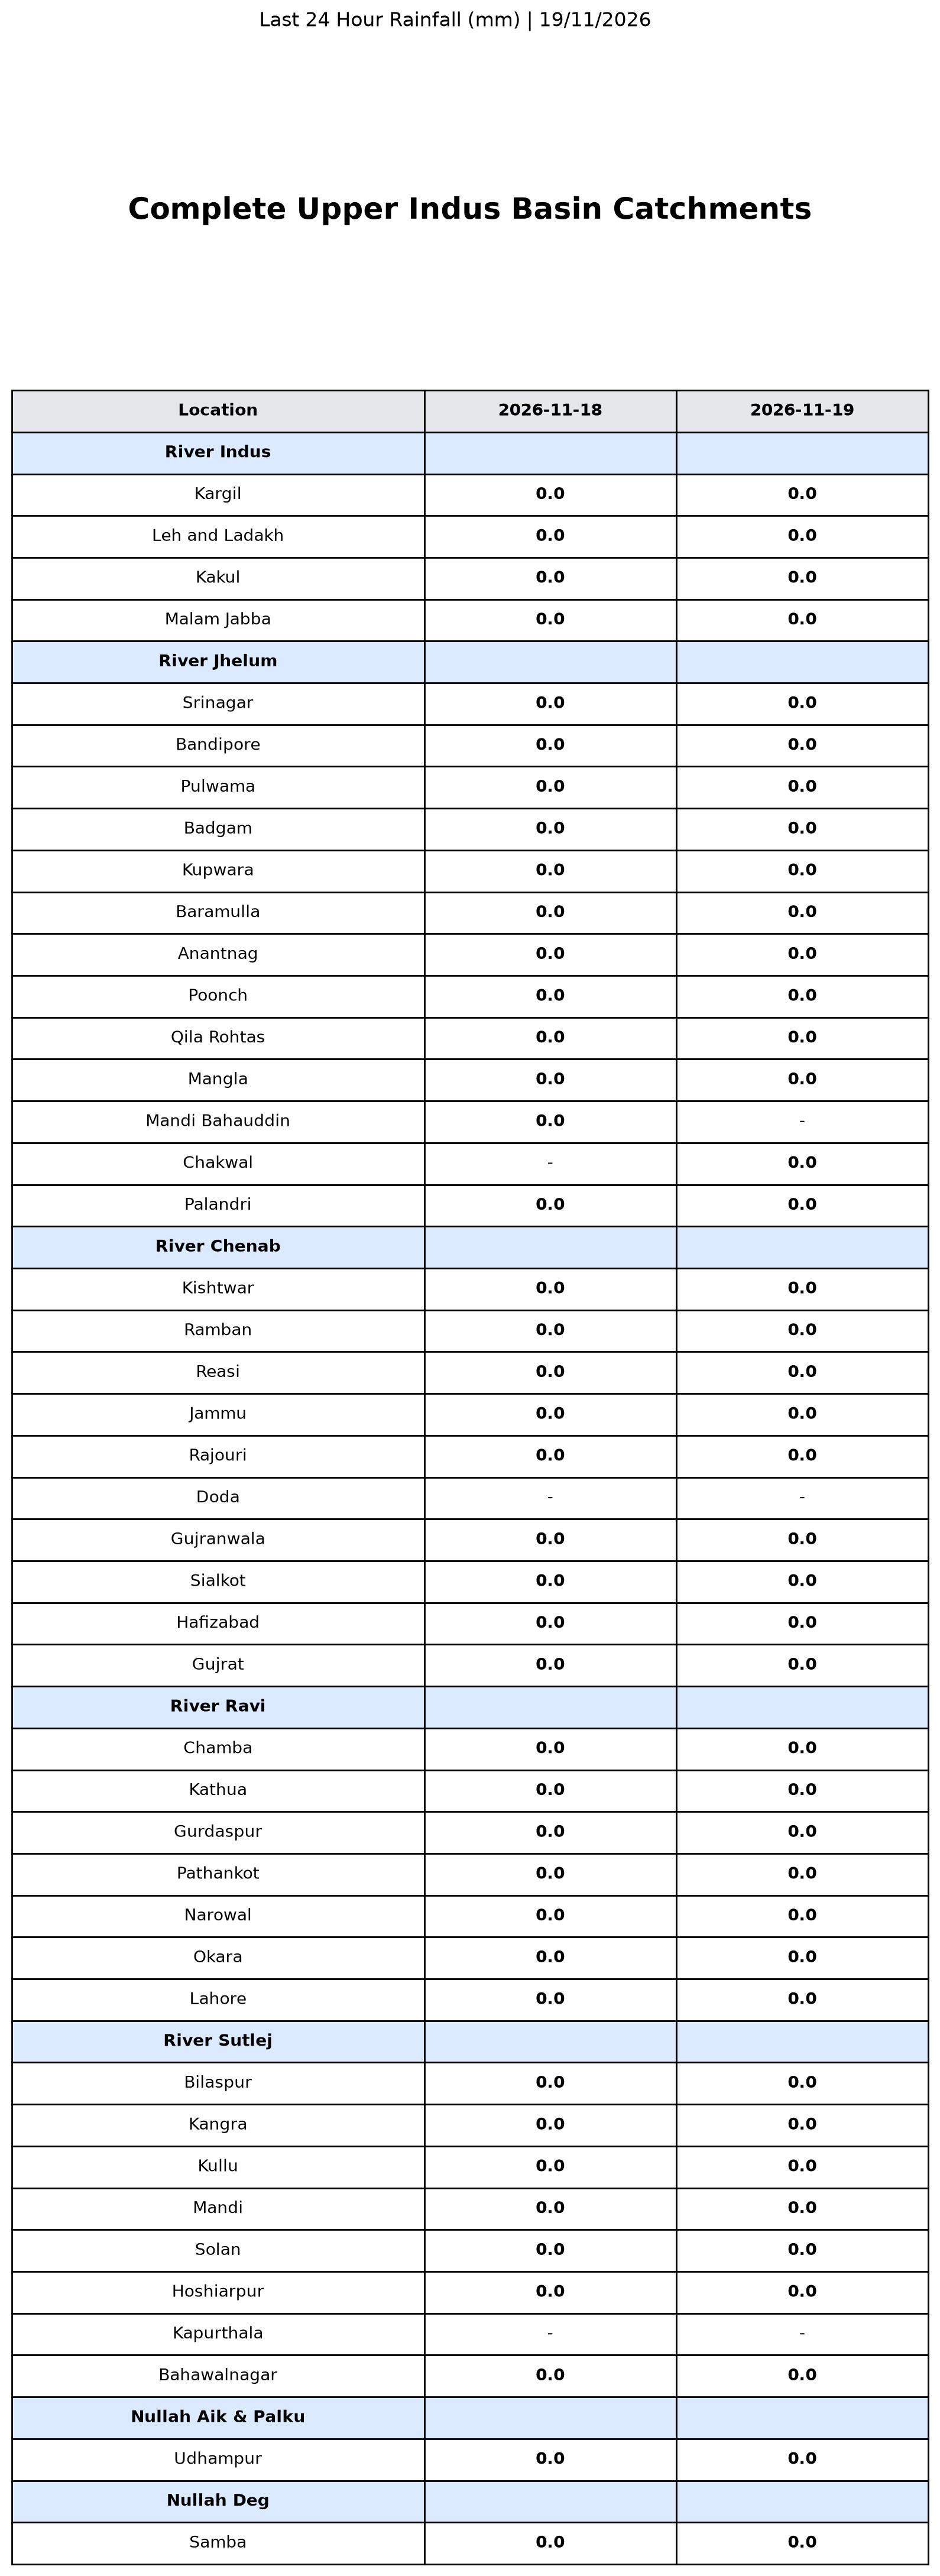 Last 24 Hour Rainfall (mm) | 19/11/2026
Complete Upper Indus Basin Catchments
Location 2026-11-18 2026-11-19
River Indus
Kargil 0.0 0.0
Leh and Ladakh 0.0 0.0
Kakul 0.0 0.0
Malam Jabba 0.0 0.0
River Jhelum
Srinagar 0.0 0.0
Bandipore 0.0 0.0
Pulwama 0.0 0.0
Badgam 0.0 0.0
Kupwara 0.0 0.0
Baramulla 0.0 0.0
Anantnag 0.0 0.0
Poonch 0.0 0.0
Qila Rohtas 0.0 0.0
Mangla 0.0 0.0
Mandi Bahauddin 0.0 -
Chakwal - 0.0
Palandri 0.0 0.0
River Chenab
Kishtwar 0.0 0.0
Ramban 0.0 0.0
Reasi 0.0 0.0
Jammu 0.0 0.0
Rajouri 0.0 0.0
Doda - -
Gujranwala 0.0 0.0
Sialkot 0.0 0.0
Hafizabad 0.0 0.0
Gujrat 0.0 0.0
River Ravi
Chamba 0.0 0.0
Kathua 0.0 0.0
Gurdaspur 0.0 0.0
Pathankot 0.0 0.0
Narowal 0.0 0.0
Okara 0.0 0.0
Lahore 0.0 0.0
River Sutlej
Bilaspur 0.0 0.0
Kangra 0.0 0.0
Kullu 0.0 0.0
Mandi 0.0 0.0
Solan 0.0 0.0
Hoshiarpur 0.0 0.0
Kapurthala - -
Bahawalnagar 0.0 0.0
Nullah Aik & Palku
Udhampur 0.0 0.0
Nullah Deg
Samba 0.0 0.0